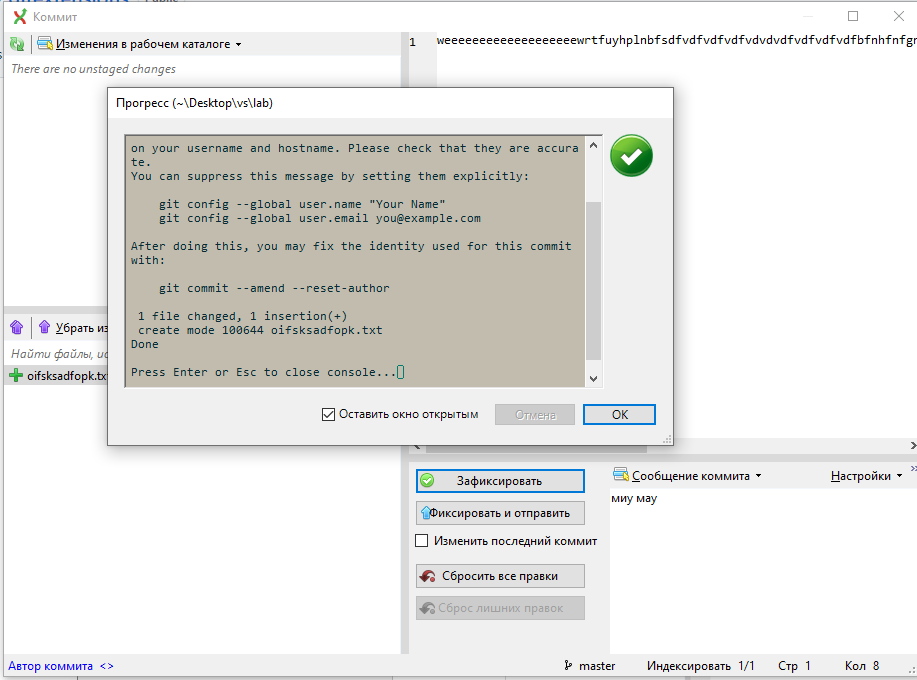 Коммит
Изменения в рабочем каталоге
There are no unstaged changes
1
weeeeeeeeeeeeeeeeeeewrtfuyhplnbfsdfvdfvdfvdfvdvdvdfvdfvdfvdfbfnhfnfgr
Прогресс (~\Desktop\vs\lab)
on your username and hostname. Please check that they are accura
te.
You can suppress this message by setting them explicitly:
git config --global user.name "Your Name"
git config --global user.email you@example.com
After doing this, you may fix the identity used for this commit
with:
git commit --amend --reset-author
1 file changed, 1 insertion(+)
create mode 100644 oifsksadfopk.txt
Done
Press Enter or Esc to close console...
Оставить окно открытым
Отмена
ОК
Убрать из
Найти файлы, ис
oifsksadfopk.tx
Зафиксировать
Фиксировать и отправить
Изменить последний коммит
Сбросить все правки
Сброс лишних правок
Сообщение коммита
Настройки
миу мау
Автор коммита <>
master
Индексировать 1/1
Стр 1
Кол 8